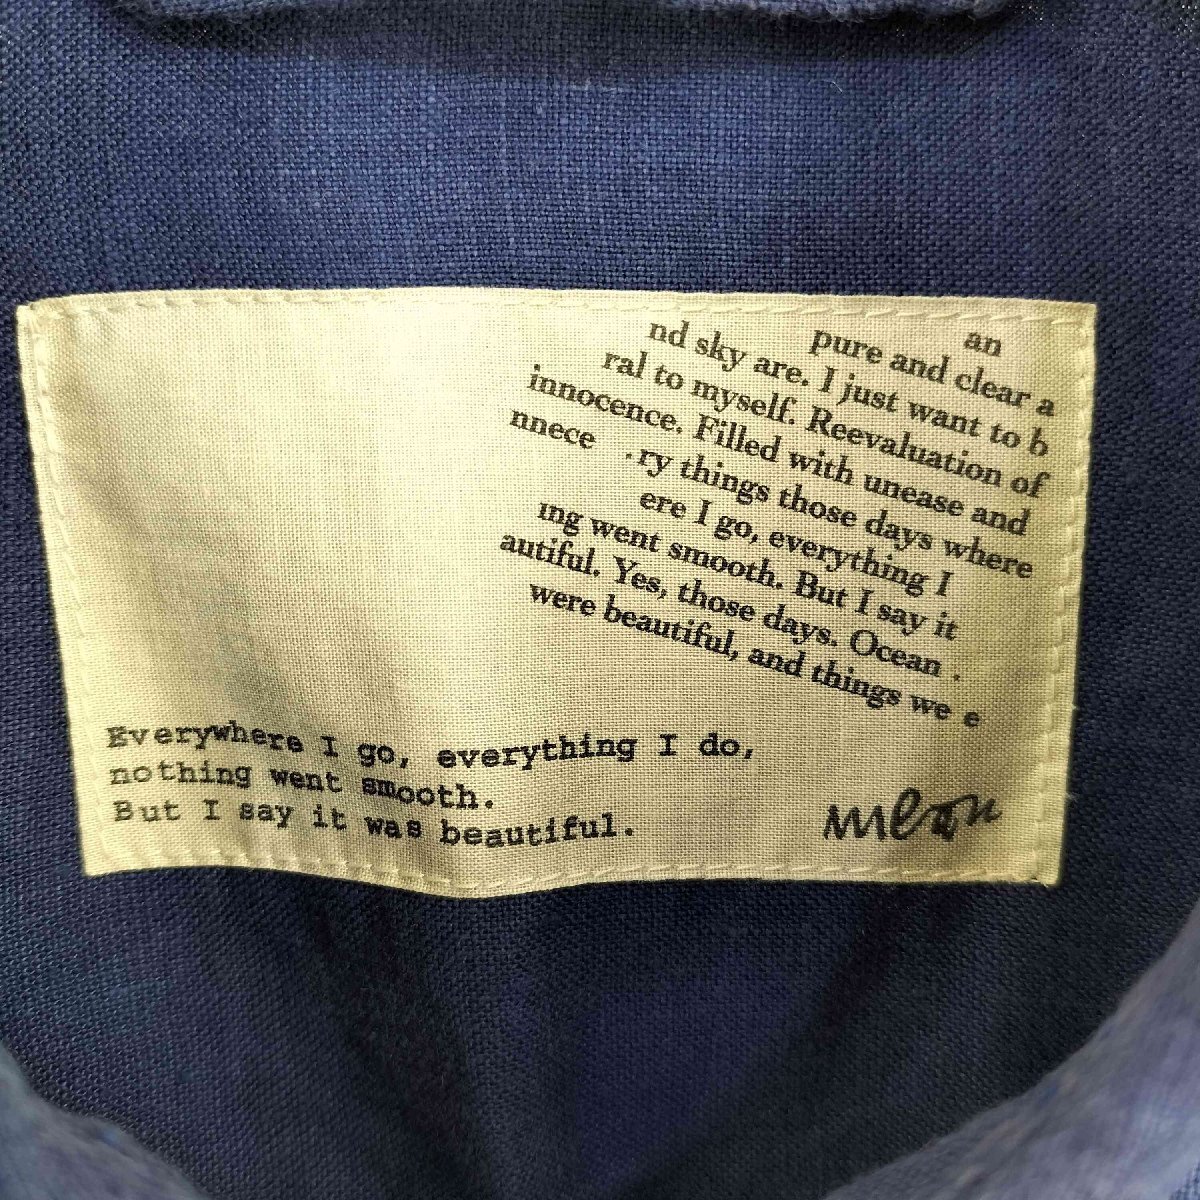 an
pure and clear a
nd sky are. I just want to b
ral to myself. Reevaluation of
innocence. Filled with unease and
nnece .ry things those days where
ere I go, everything I
ing went smooth. But I say it
autiful. Yes, those days. Ocean .
were beautiful, and things we e
Everywhere I go, everything I do,
nothing went smooth.
But I say it was beautiful.